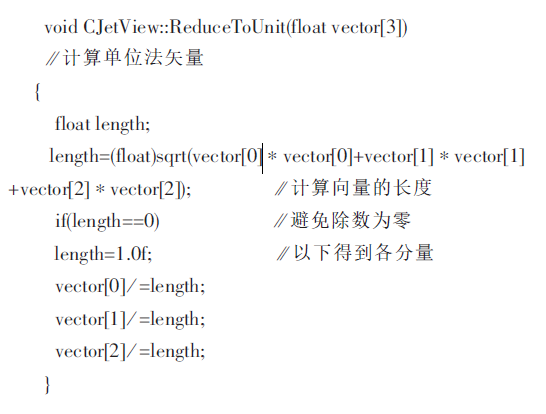 void CJetView::ReduceToUnit(float vector[3])
//计算单位法矢量
{
float length;
length=(float)sqrt(vector[0]* vector[0]+vector[1]* vector[1]
+vector[2]* vector[2]); //计算向量的长度
if(length==0) //避免除数为零
length=1.0f; //以下得到各分量
vector[0]/=length;
vector[1]/=length;
vector[2]/=length;
}